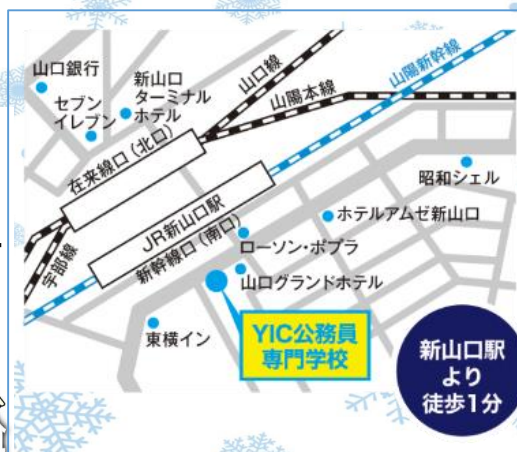 山口銀行
セブン
イレブン
新山口
ターミナル
ホテル
山口線
山陽本線
山陽新幹線
在来線口(北口)
JR新山口駅
新幹線口(南口)
宇部線
昭和シェル
ホテルアムゼ新山口
ローソン・ポプラ
山口グランドホテル
東横イン
YIC公務員
専門学校
新山口駅
より
徒歩1分